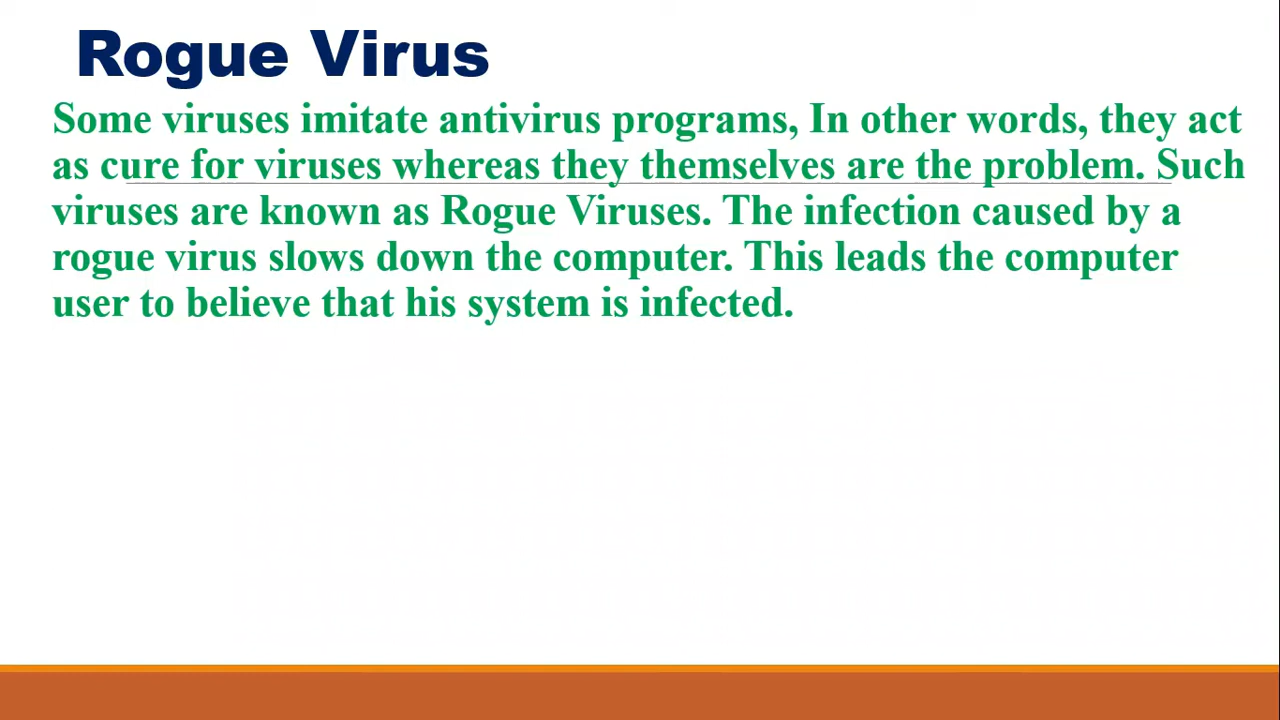 Rogue Virus
Some viruses imitate antivirus programs, In other words, they act
as cure for viruses whereas they themselves are the problem. Such
viruses are known as Rogue Viruses. The infection caused by a
rogue virus slows down the computer. This leads the computer
user to believe that his system is infected.